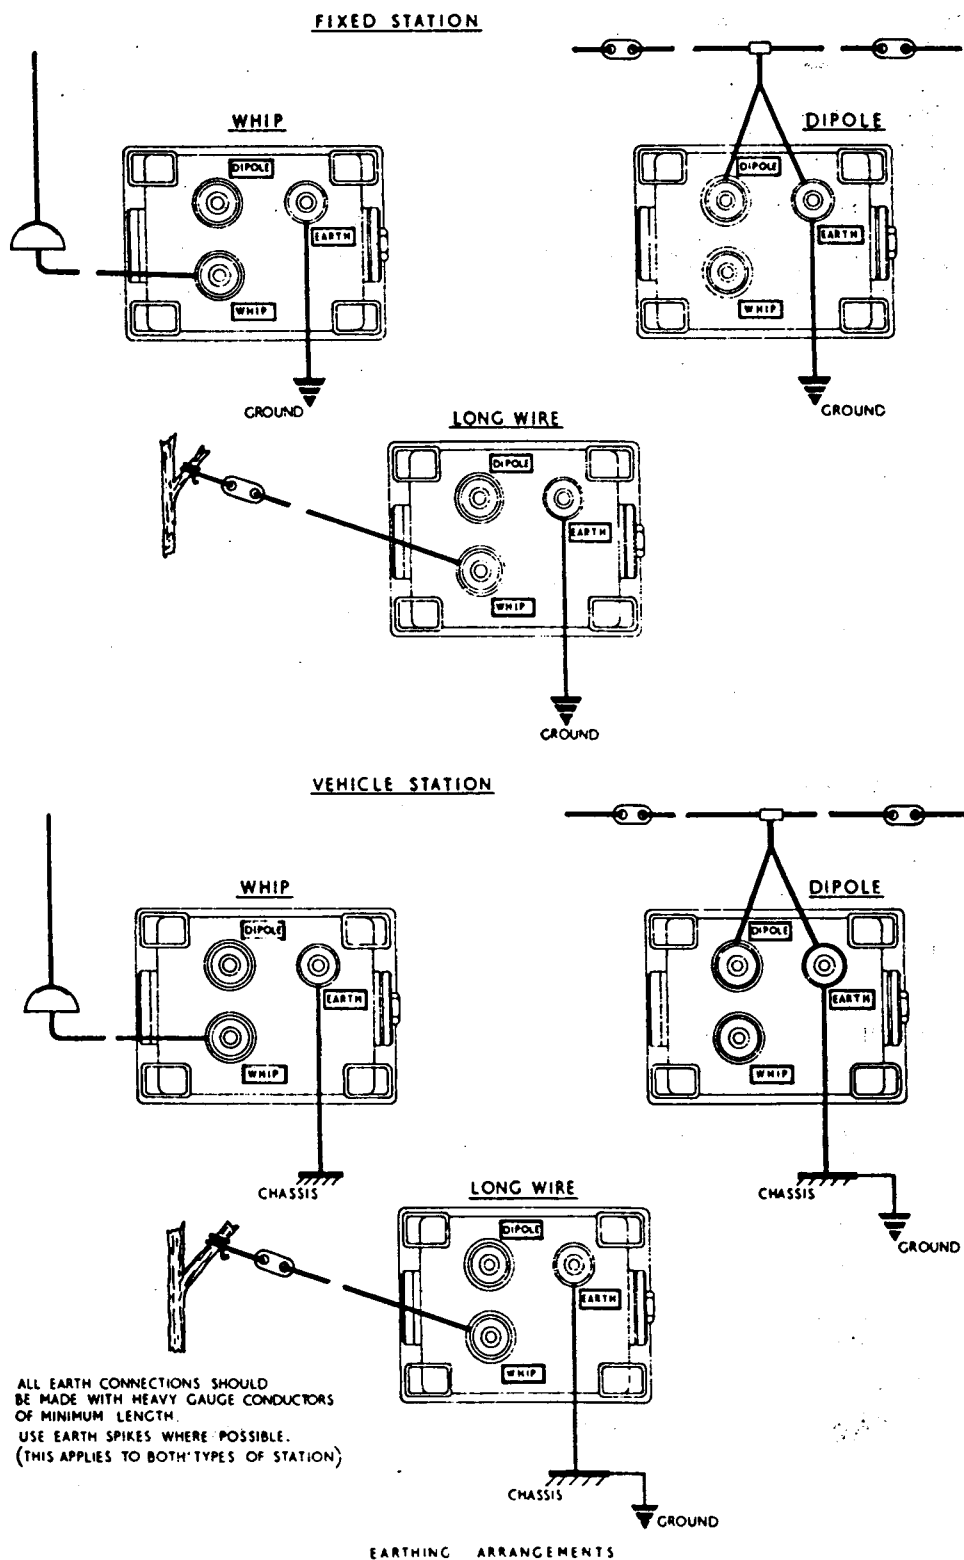 FIXED STATION
WHIP
DIPOLE
EARTH
WHIP
GROUND
DIPOLE
DIPOLE
EARTH
WHIP
GROUND
LONG WIRE
DIPOLE
EARTH
WHIP
GROUND
VEHICLE STATION
WHIP
DIPOLE
EARTH
WHIP
CHASSIS
DIPOLE
DIPOLE
EARTH
WHIP
CHASSIS
GROUND
LONG WIRE
DIPOLE
EARTH
WHIP
CHASSIS
GROUND
ALL EARTH CONNECTIONS SHOULD
BE MADE WITH HEAVY GAUGE CONDUCTORS
OF MINIMUM LENGTH.
USE EARTH SPIKES WHERE POSSIBLE.
(THIS APPLIES TO BOTH TYPES OF STATION)
EARTHING ARRANGEMENTS